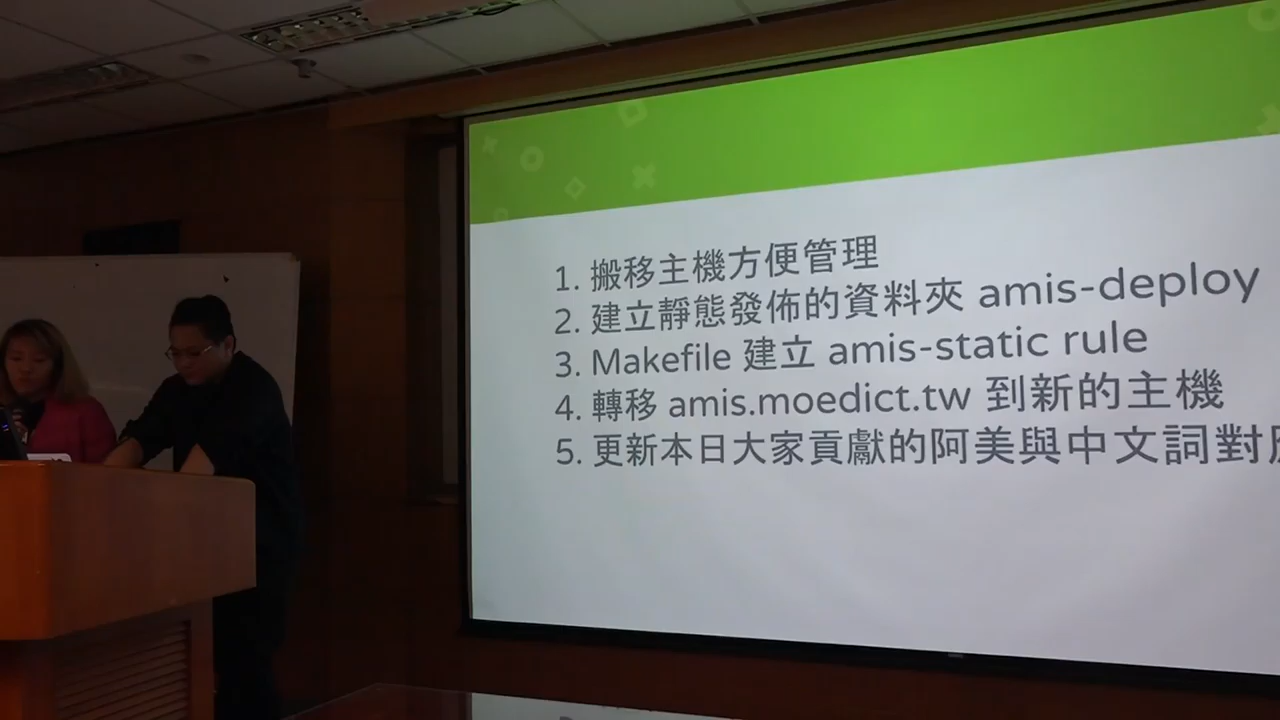 1. 搬移主機方便管理
2. 建立靜態發佈的資料夾 amis-deploy
3. Makefile 建立 amis-static rule
4. 轉移 amis.moedict.tw 到新的主機
5. 更新本日大家貢獻的阿美與中文詞對